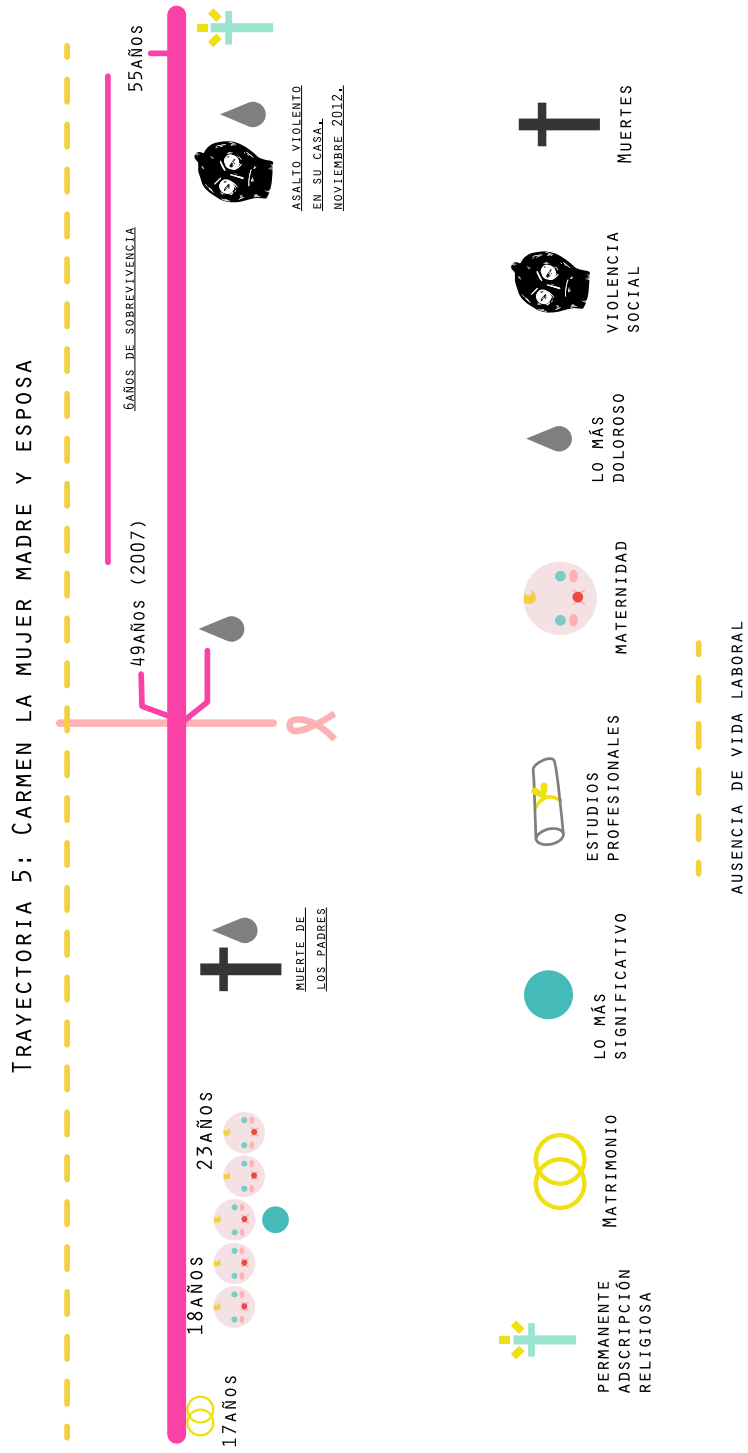 Trayectoria 5: Carmen la mujer madre y esposa
55años
6años de sobrevivencia
49años (2007)
23años
18años
17años
Muerte de
los padres
Asalto violento
en su casa.
Noviembre 2012.
permanente
adscripción
religiosa
Matrimonio
lo más
significativo
estudios
profesionales
maternidad
lo más
doloroso
violencia
social
Muertes
ausencia de vida laboral